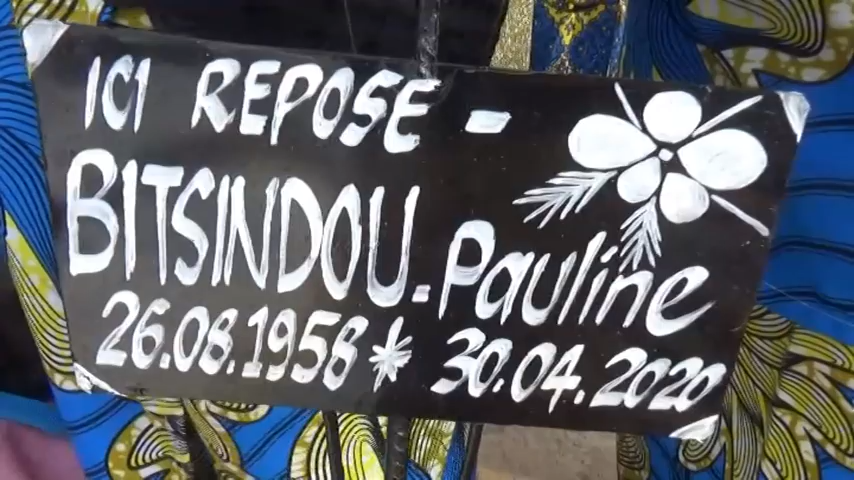 ICI REPOSE -
BITSINDOU - Pauline
26.08.1958 * 30.04.2020